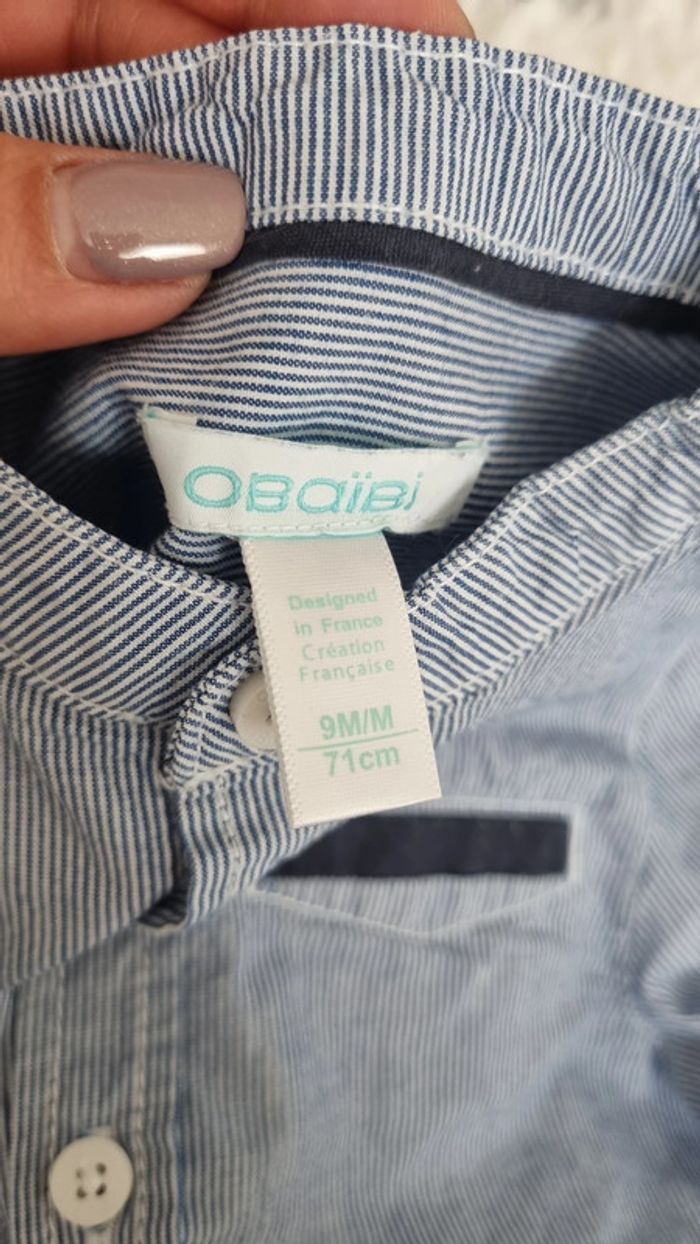 OBaïBi
Designed
in France
Création
Française
9M/M
71cm